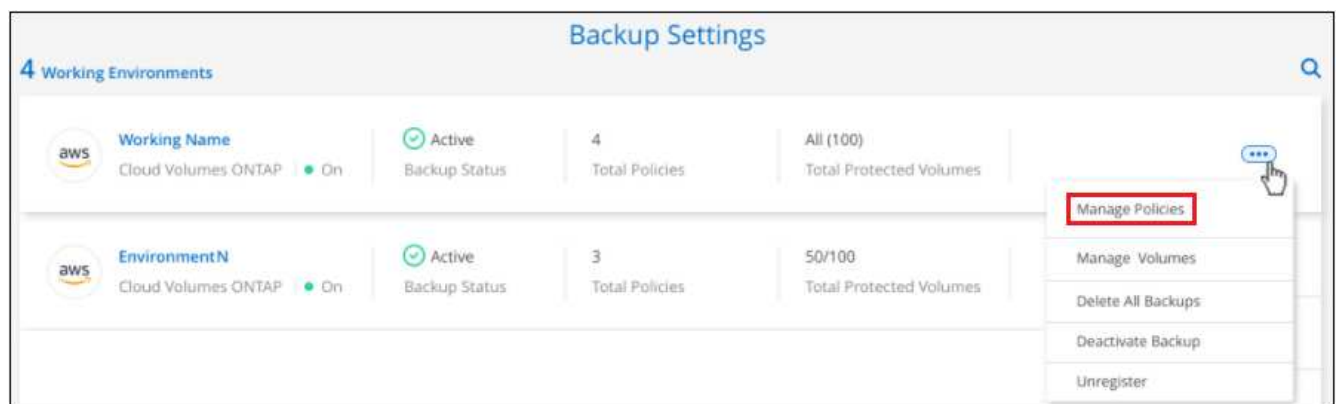 Backup Settings
4 Working Environments
aws
Working Name
Cloud Volumes ONTAP
On
Active
Backup Status
4
Total Policies
All (100)
Total Protected Volumes
Manage Policies
Manage Volumes
Delete All Backups
Deactivate Backup
Unregister
aws
EnvironmentN
Cloud Volumes ONTAP
On
Active
Backup Status
3
Total Policies
50/100
Total Protected Volumes